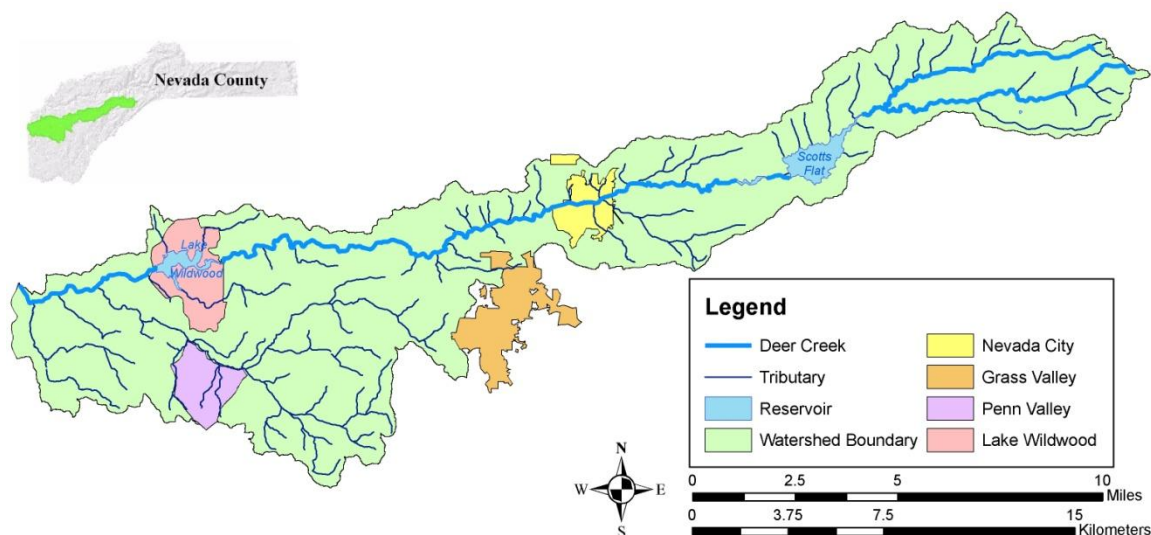 Nevada County
Scotts
Flat
Lake
Wildwood
Legend
Deer Creek
Tributary
Reservoir
Watershed Boundary
Nevada City
Grass Valley
Penn Valley
Lake Wildwood
N
W E
S
0 2.5 5 10
Miles
0 3.75 7.5 15
Kilometers